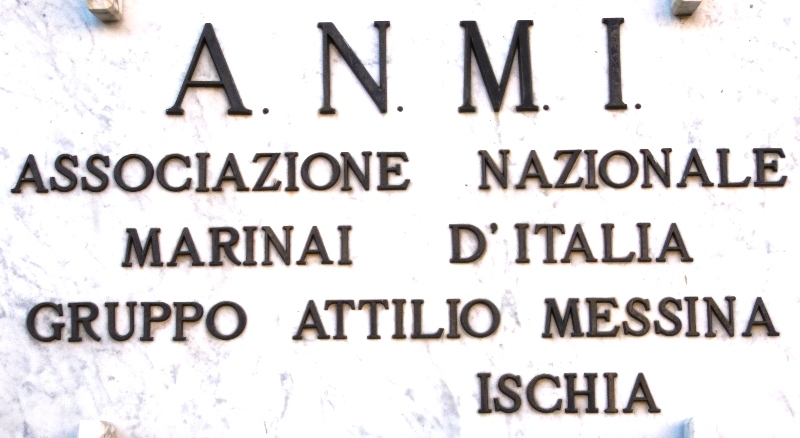 A. N. M. I.
ASSOCIAZIONE NAZIONALE
MARINAI D'ITALIA
GRUPPO ATTILIO MESSINA
ISCHIA